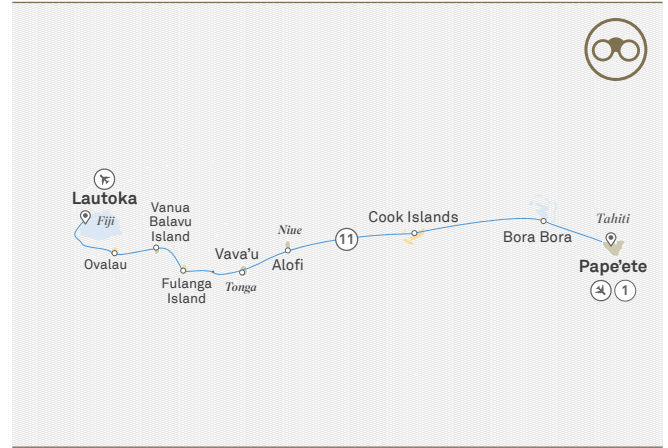 Lautoka
Fiji
Vanua
Balavu
Island
Ovalau
Fulanga
Island
Vava’u
Tonga
Niue
Alofi
11
Cook Islands
Bora Bora
Tahiti
Pape’ete
1